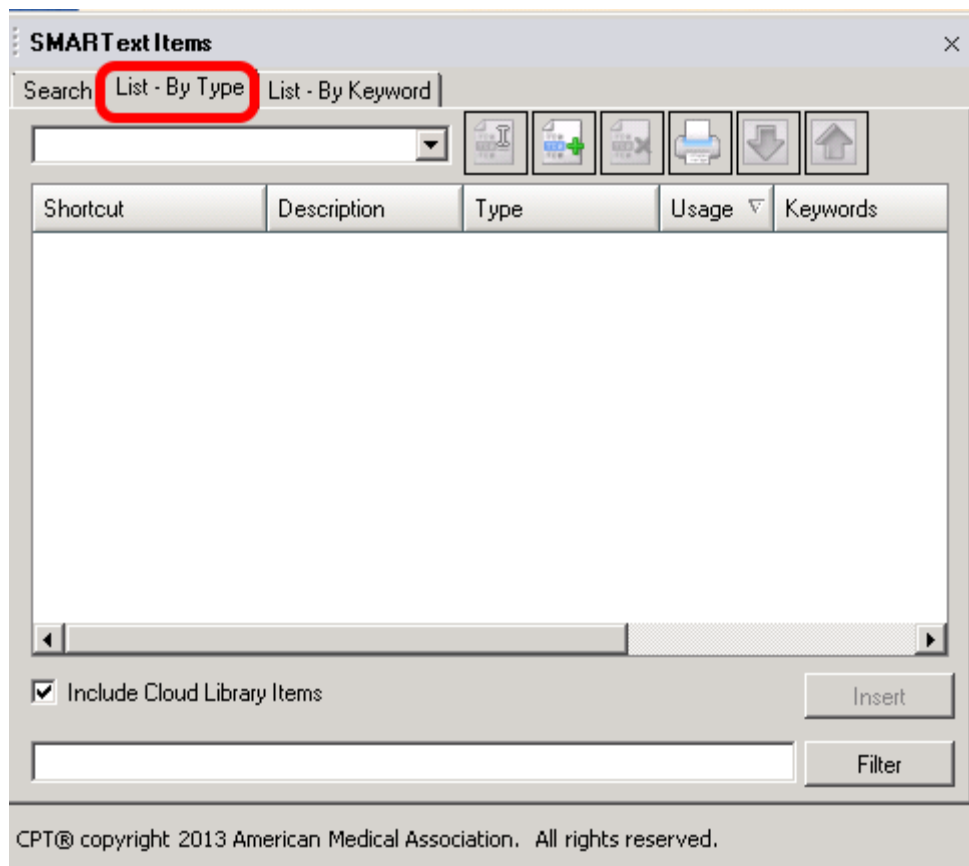 SMARText Items
Search List - By Type List - By Keyword
Shortcut Description Type Usage Keywords
Include Cloud Library Items Insert
Filter
CPT® copyright 2013 American Medical Association. All rights reserved.